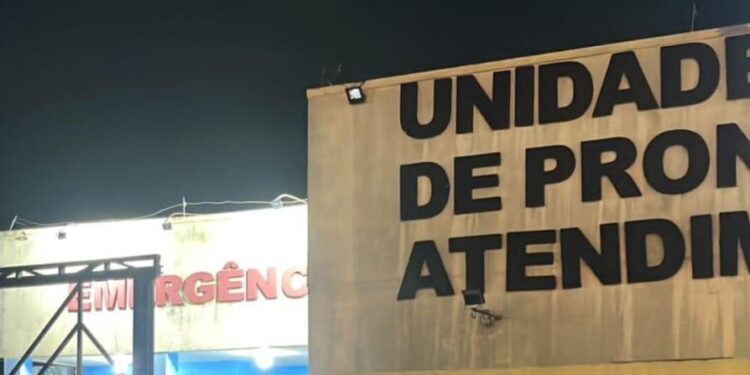 UNIDADE
DE PRON
ATENDIM
EMERGÊNC